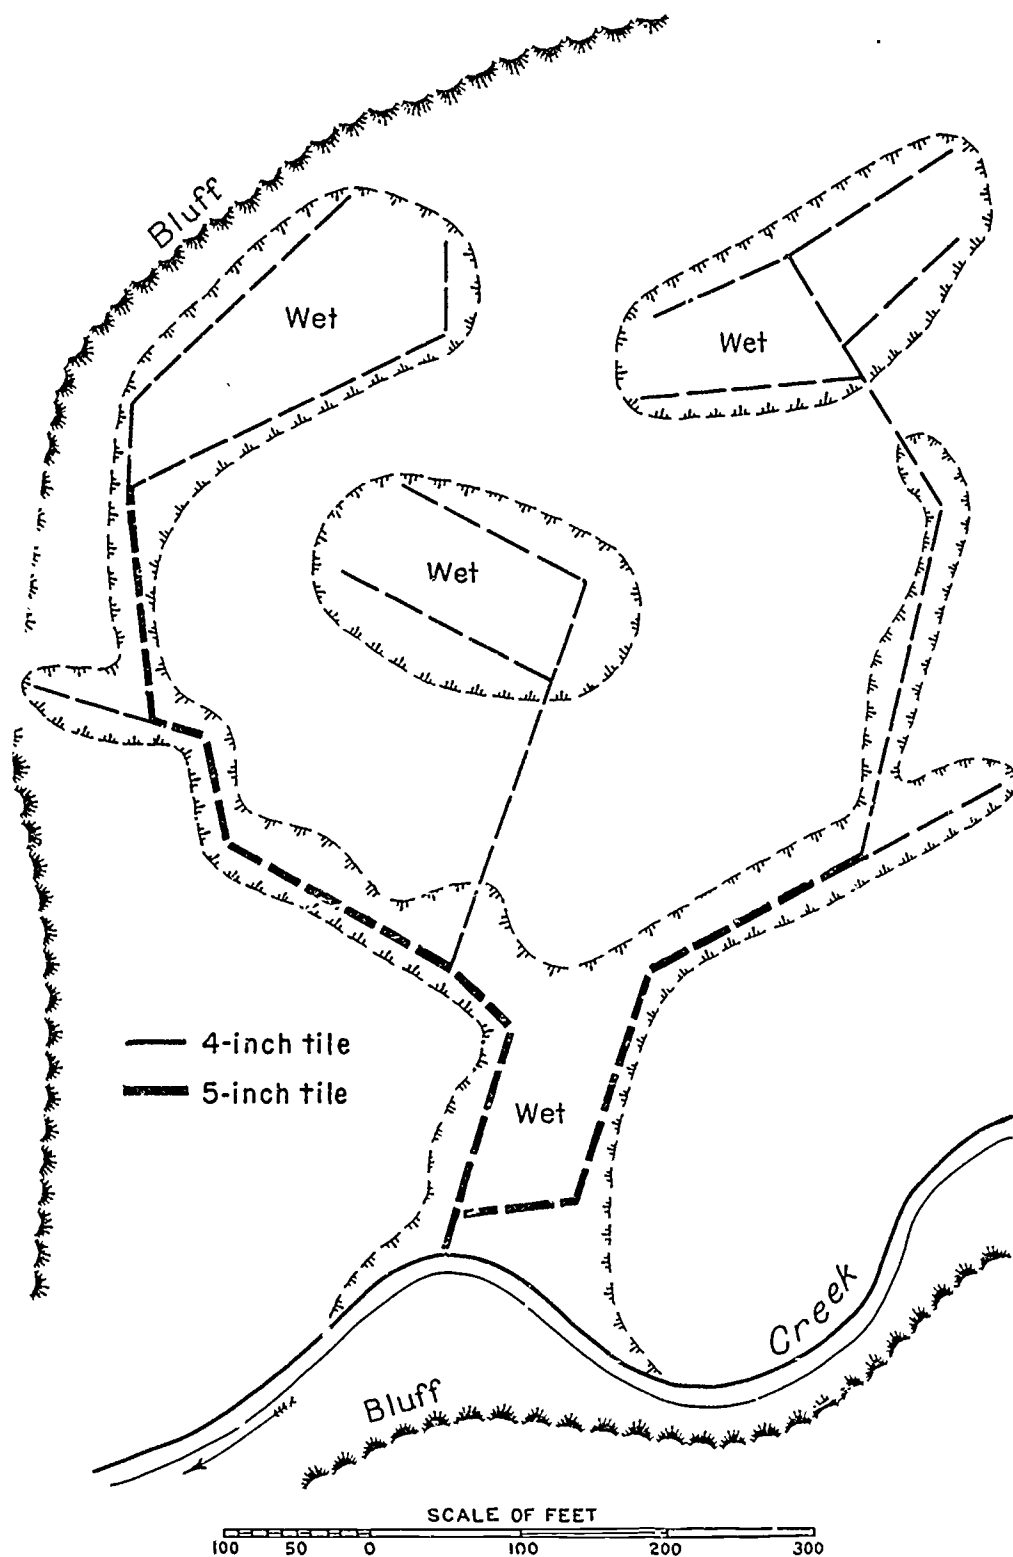 Bluff
Wet
Wet
Wet
4-inch tile
5-inch tile
Wet
Creek
Bluff
SCALE OF FEET
100 50 0 100 200 300